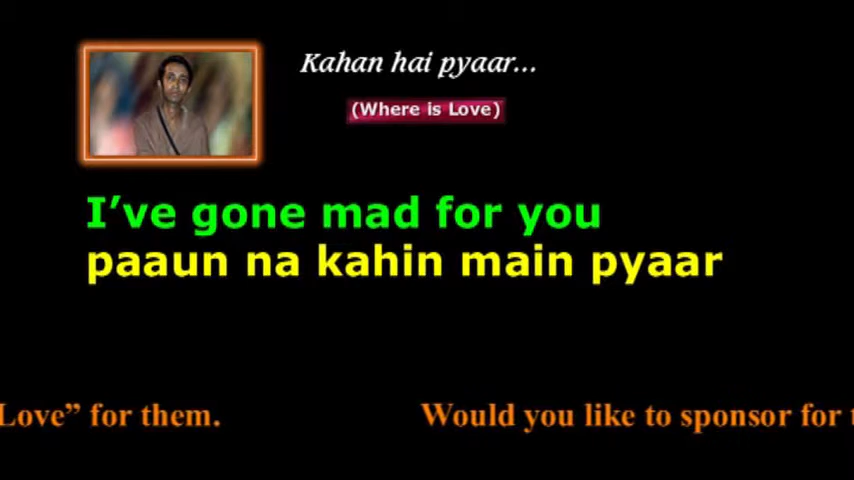 Kahan hai pyaar...
(Where is Love)
I’ve gone mad for you
paaun na kahin main pyaar
Love” for them. Would you like to sponsor for